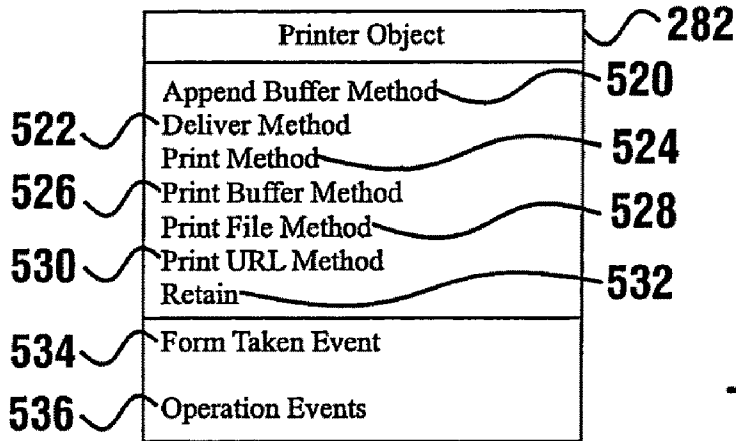 Printer Object 282
Append Buffer Method 520
522 Deliver Method
Print Method 524
526 Print Buffer Method
Print File Method 528
530 Print URL Method
Retain 532
534 Form Taken Event
536 Operation Events